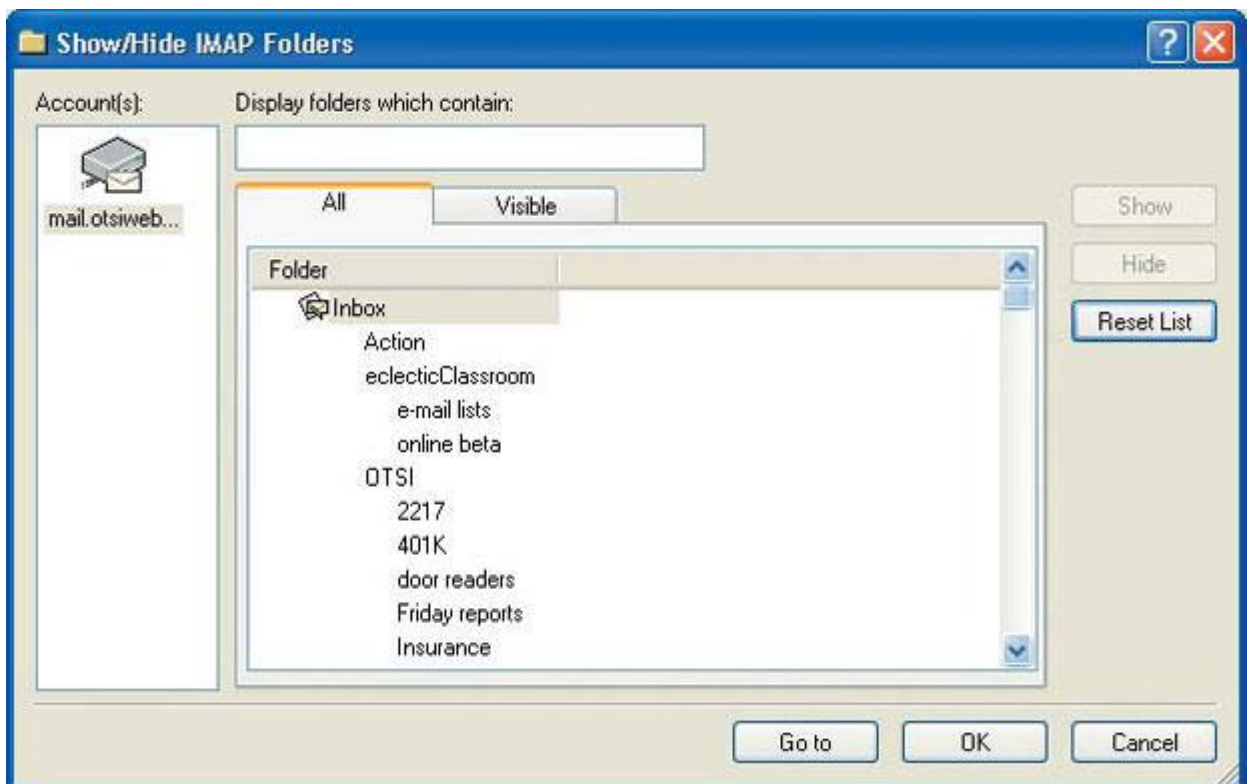 Show/Hide IMAP Folders
Account(s):
Display folders which contain:
mail.otsiweb...
All
Visible
Show
Hide
Reset List
Folder
Inbox
Action
eclecticClassroom
e-mail lists
online beta
OTSI
2217
401K
door readers
Friday reports
Insurance
Go to
OK
Cancel